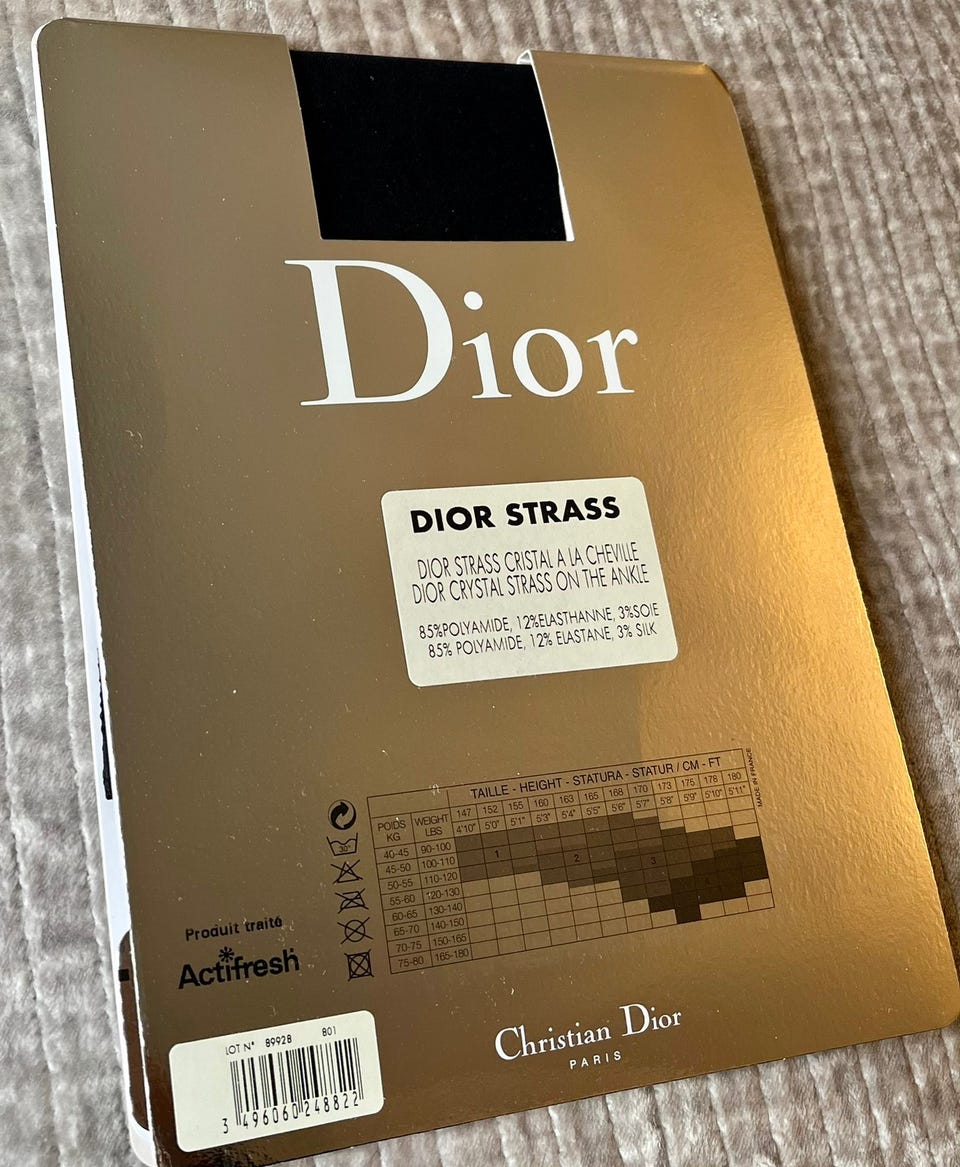 Dior
DIOR STRASS
DIOR STRASS CRISTAL A LA CHEVILLE
DIOR CRYSTAL STRASS ON THE ANKLE
85%POLYAMIDE, 12%ELASTHANNE, 3%SOIE
85% POLYAMIDE, 12% ELASTANE, 3% SILK
TAILLE - HEIGHT - STATURA - STATUR / CM - FT
MADE IN FRANCE
POIDS KG WEIGHT LBS
147 152 155 160 163 165 168 170 173 175 178 180
4'10" 5'0" 5'1" 5'3" 5'4" 5'5" 5'6" 5'7" 5'8" 5'9" 5'10" 5'11"
40-45 90-100
45-50 100-110 1 2 3
50-55 110-120
55-60 120-130
60-65 130-140
65-70 140-150
70-75 150-165
75-80 165-180
30°
Produit traité
Actifresh
Christian Dior
PARIS
LOT N° 89928 B01
3 496060 248822